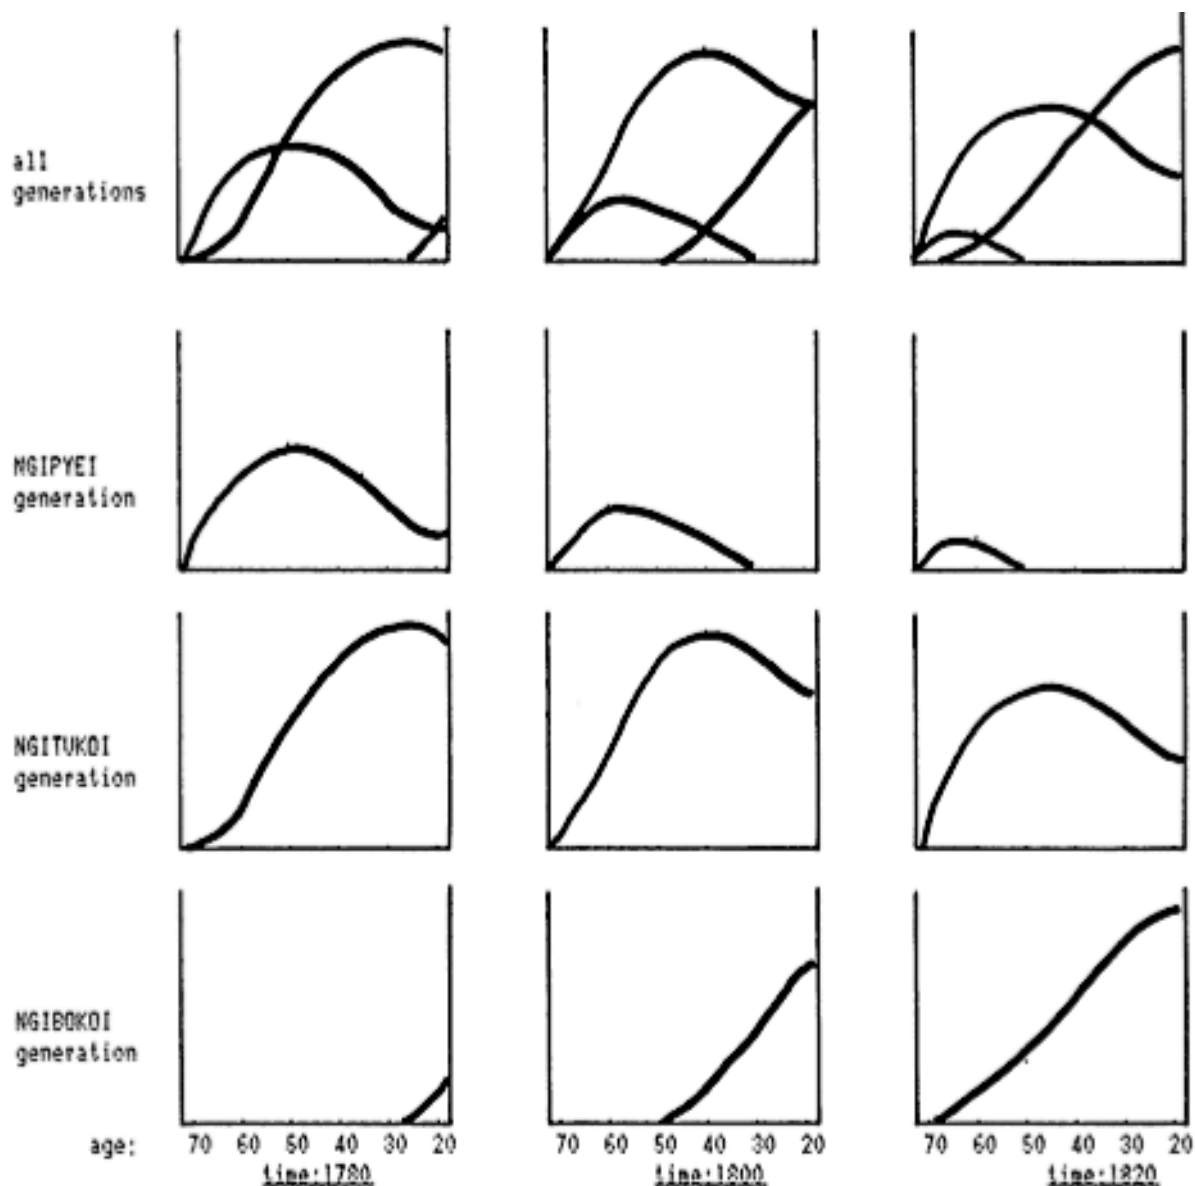 all
generations
NGIPYEI
generation
NGITUKOI
generation
NGIBOKOI
generation
age: 70 60 50 40 30 20 70 60 50 40 30 20 70 60 50 40 30 20
time:1780 time:1800 time:1820